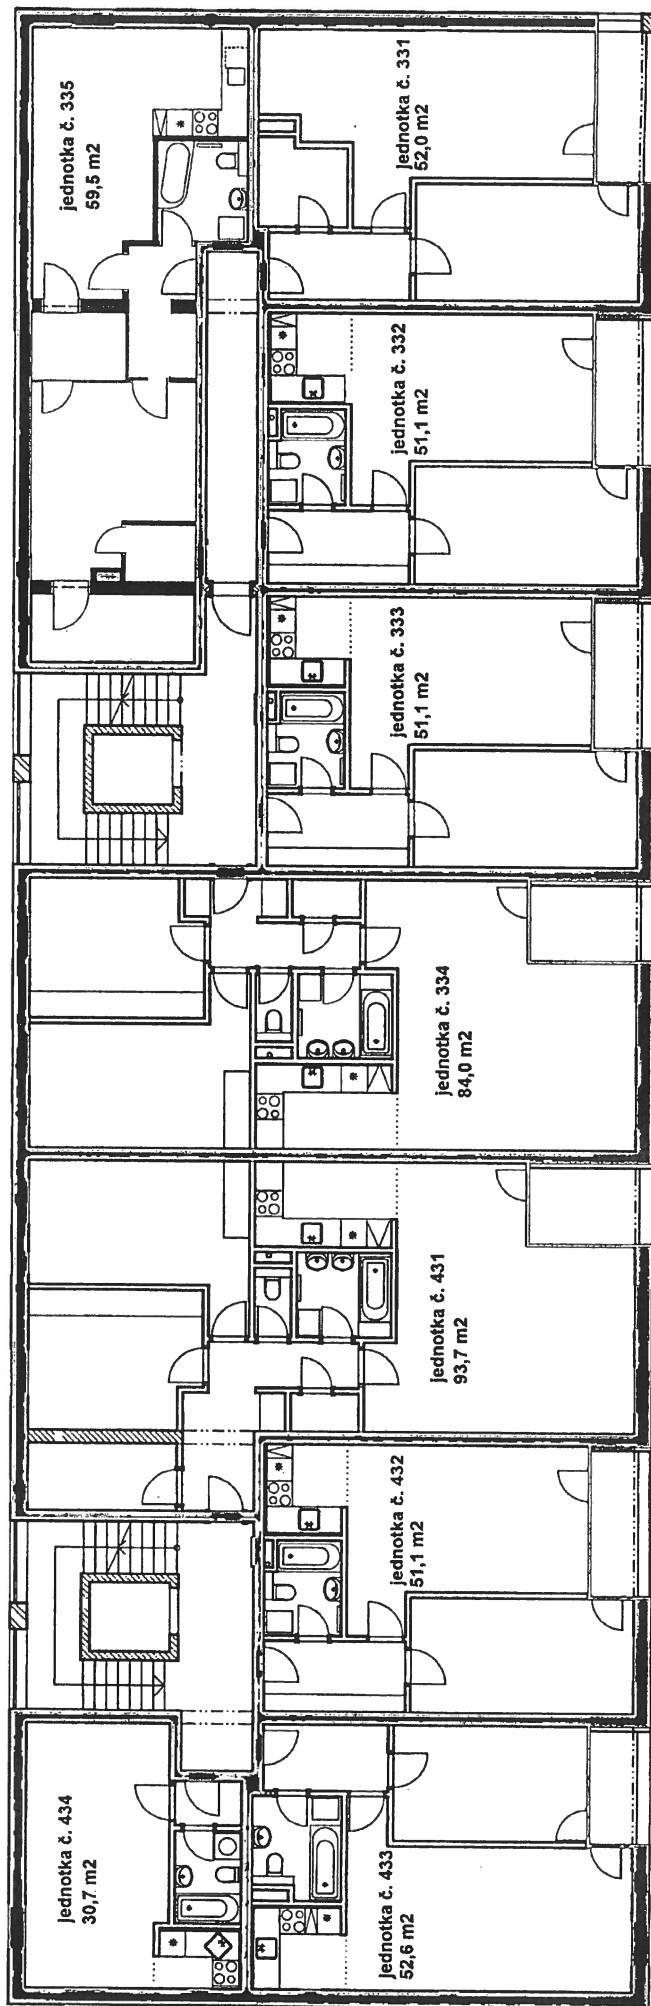 jednotka č. 335
59,5 m2
jednotka č. 331
52,0 m2
jednotka č. 332
51,1 m2
jednotka č. 333
51,1 m2
jednotka č. 334
84,0 m2
jednotka č. 431
93,7 m2
jednotka č. 432
51,1 m2
jednotka č. 434
30,7 m2
jednotka č. 433
52,6 m2